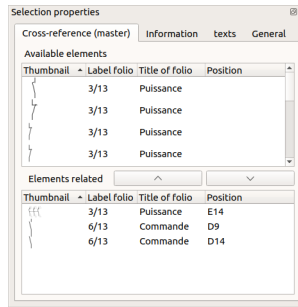 Selection properties
Cross-reference (master) Information texts General
Available elements
Thumbnail Label folio Title of folio Position
3/13 Puissance
3/13 Puissance
3/13 Puissance
3/13 Puissance
Elements related
Thumbnail Label folio Title of folio Position
3/13 Puissance E14
6/13 Commande D9
6/13 Commande D14